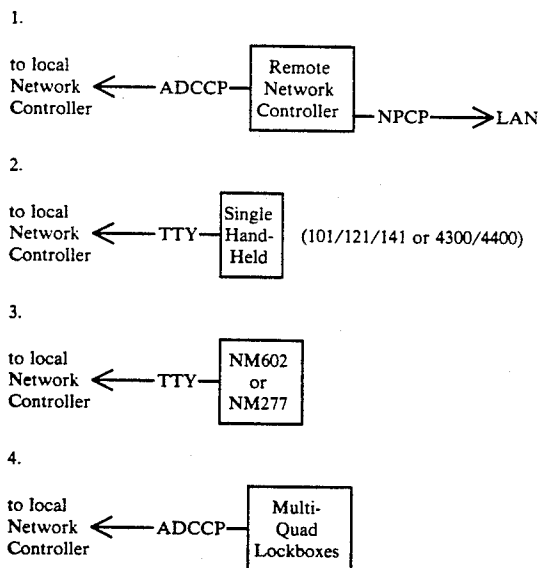 1.
to local
Network
Controller
ADCCP
Remote
Network
Controller
NPCP
LAN
2.
to local
Network
Controller
TTY
Single
Hand-
Held
(101/121/141 or 4300/4400)
3.
to local
Network
Controller
TTY
NM602
or
NM277
4.
to local
Network
Controller
ADCCP
Multi-
Quad
Lockboxes